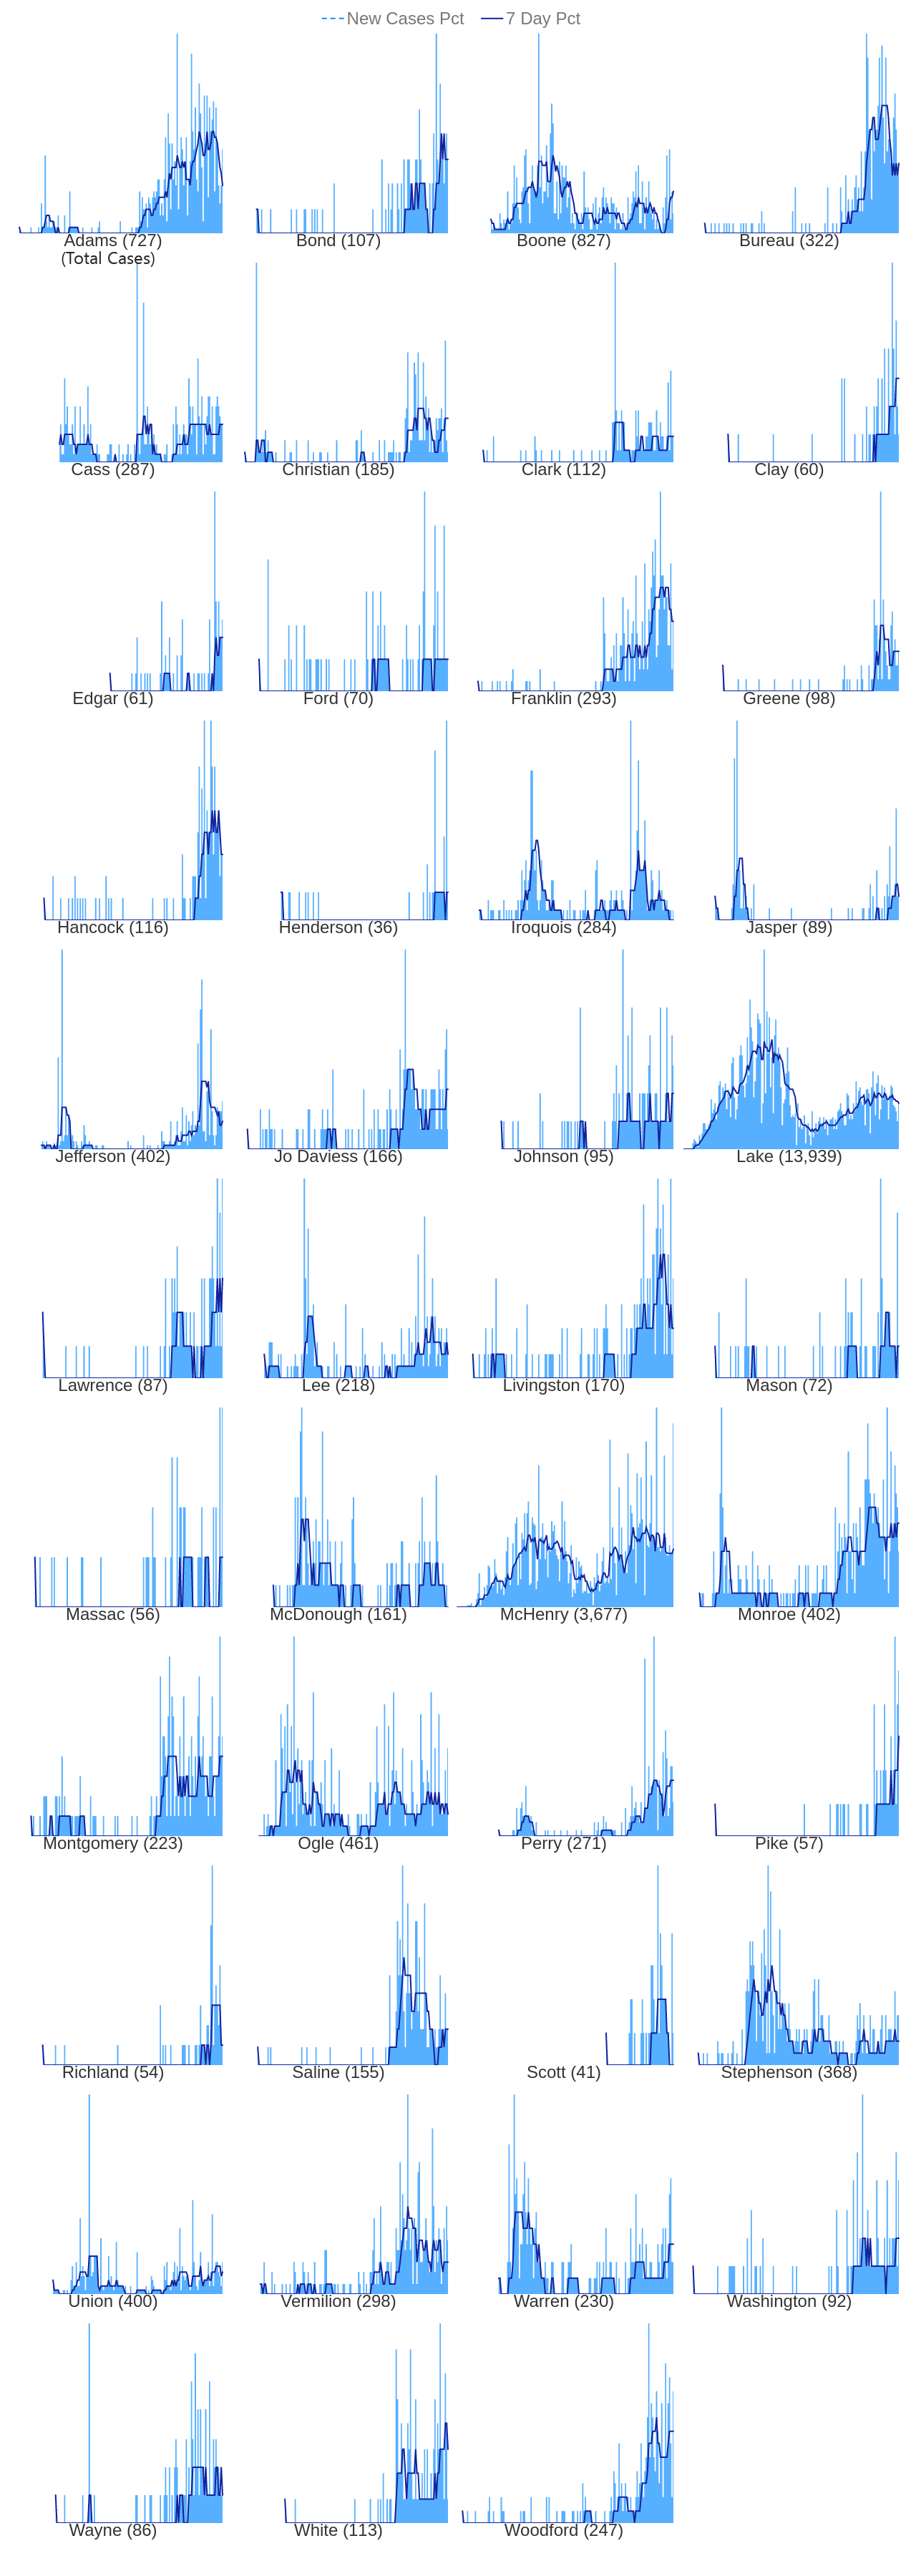 New Cases Pct 7 Day Pct
Adams (727) Bond (107) Boone (827) Bureau (322)
(Total Cases)
Cass (287) Christian (185) Clark (112) Clay (60)
Edgar (61) Ford (70) Franklin (293) Greene (98)
Hancock (116) Henderson (36) Iroquois (284) Jasper (89)
Jefferson (402) Jo Daviess (166) Johnson (95) Lake (13,939)
Lawrence (87) Lee (218) Livingston (170) Mason (72)
Massac (56) McDonough (161) McHenry (3,677) Monroe (402)
Montgomery (223) Ogle (461) Perry (271) Pike (57)
Richland (54) Saline (155) Scott (41) Stephenson (368)
Union (400) Vermilion (298) Warren (230) Washington (92)
Wayne (86) White (113) Woodford (247)